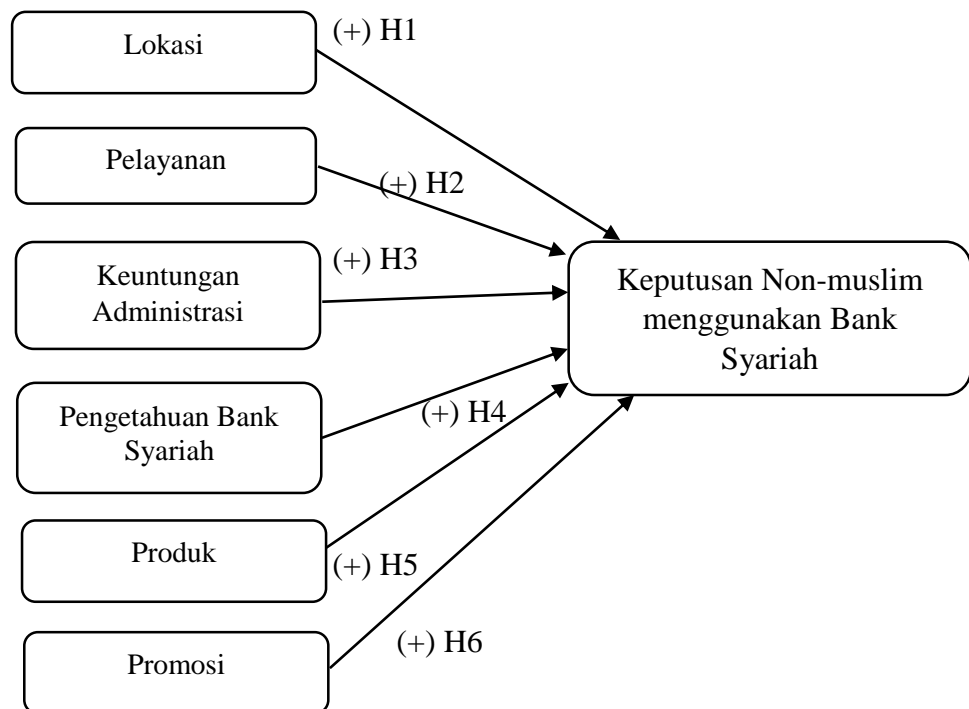 Lokasi
(+) H1
Pelayanan
(+) H2
Keuntungan
Administrasi
(+) H3
Keputusan Non-muslim
menggunakan Bank
Syariah
Pengetahuan Bank
Syariah
(+) H4
Produk
(+) H5
Promosi
(+) H6